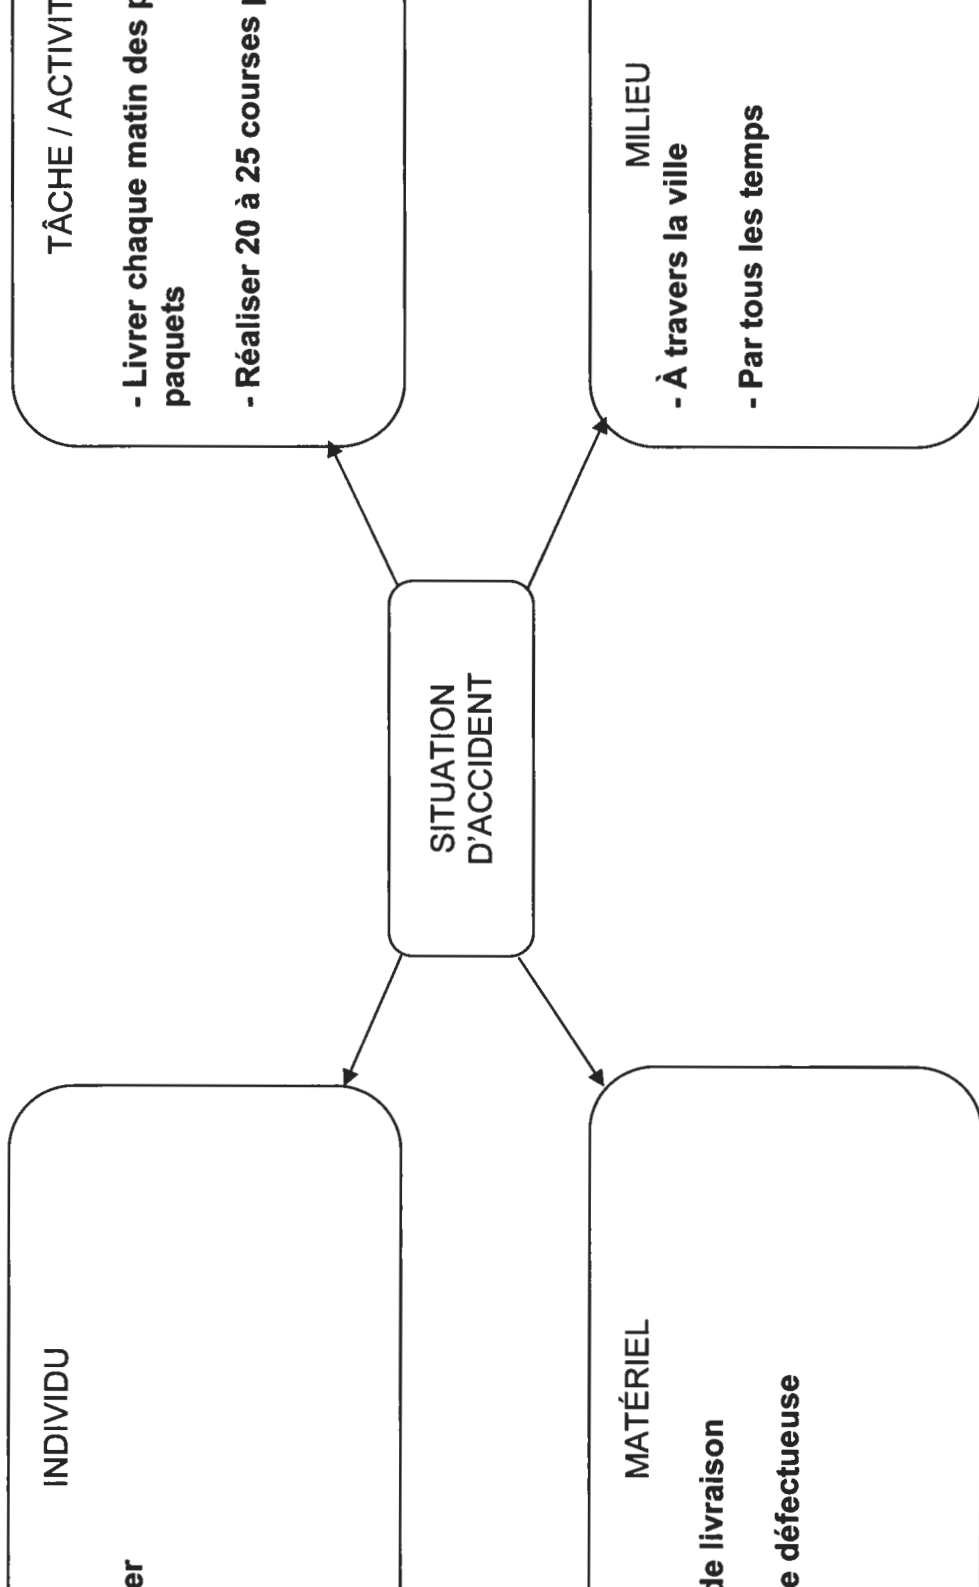 INDIVIDU
er
TÂCHE / ACTIVIT
- Livrer chaque matin des p
paquets
- Réaliser 20 à 25 courses p
SITUATION
D'ACCIDENT
MATÉRIEL
de livraison
e défectueuse
MILIEU
- À travers la ville
- Par tous les temps